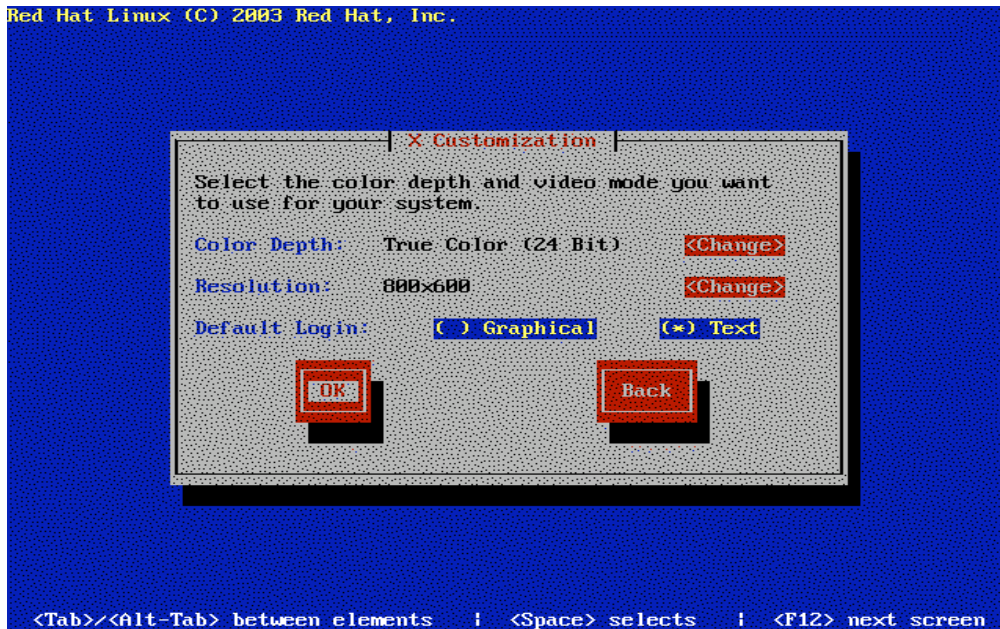 Red Hat Linux (C) 2003 Red Hat, Inc.
X Customization
Select the color depth and video mode you want
to use for your system.
Color Depth: True Color (24 Bit) <Change>
Resolution: 800x600 <Change>
Default Login: ( ) Graphical (*) Text
OK Back
<Tab>/<Alt-Tab> between elements | <Space> selects | <F12> next screen